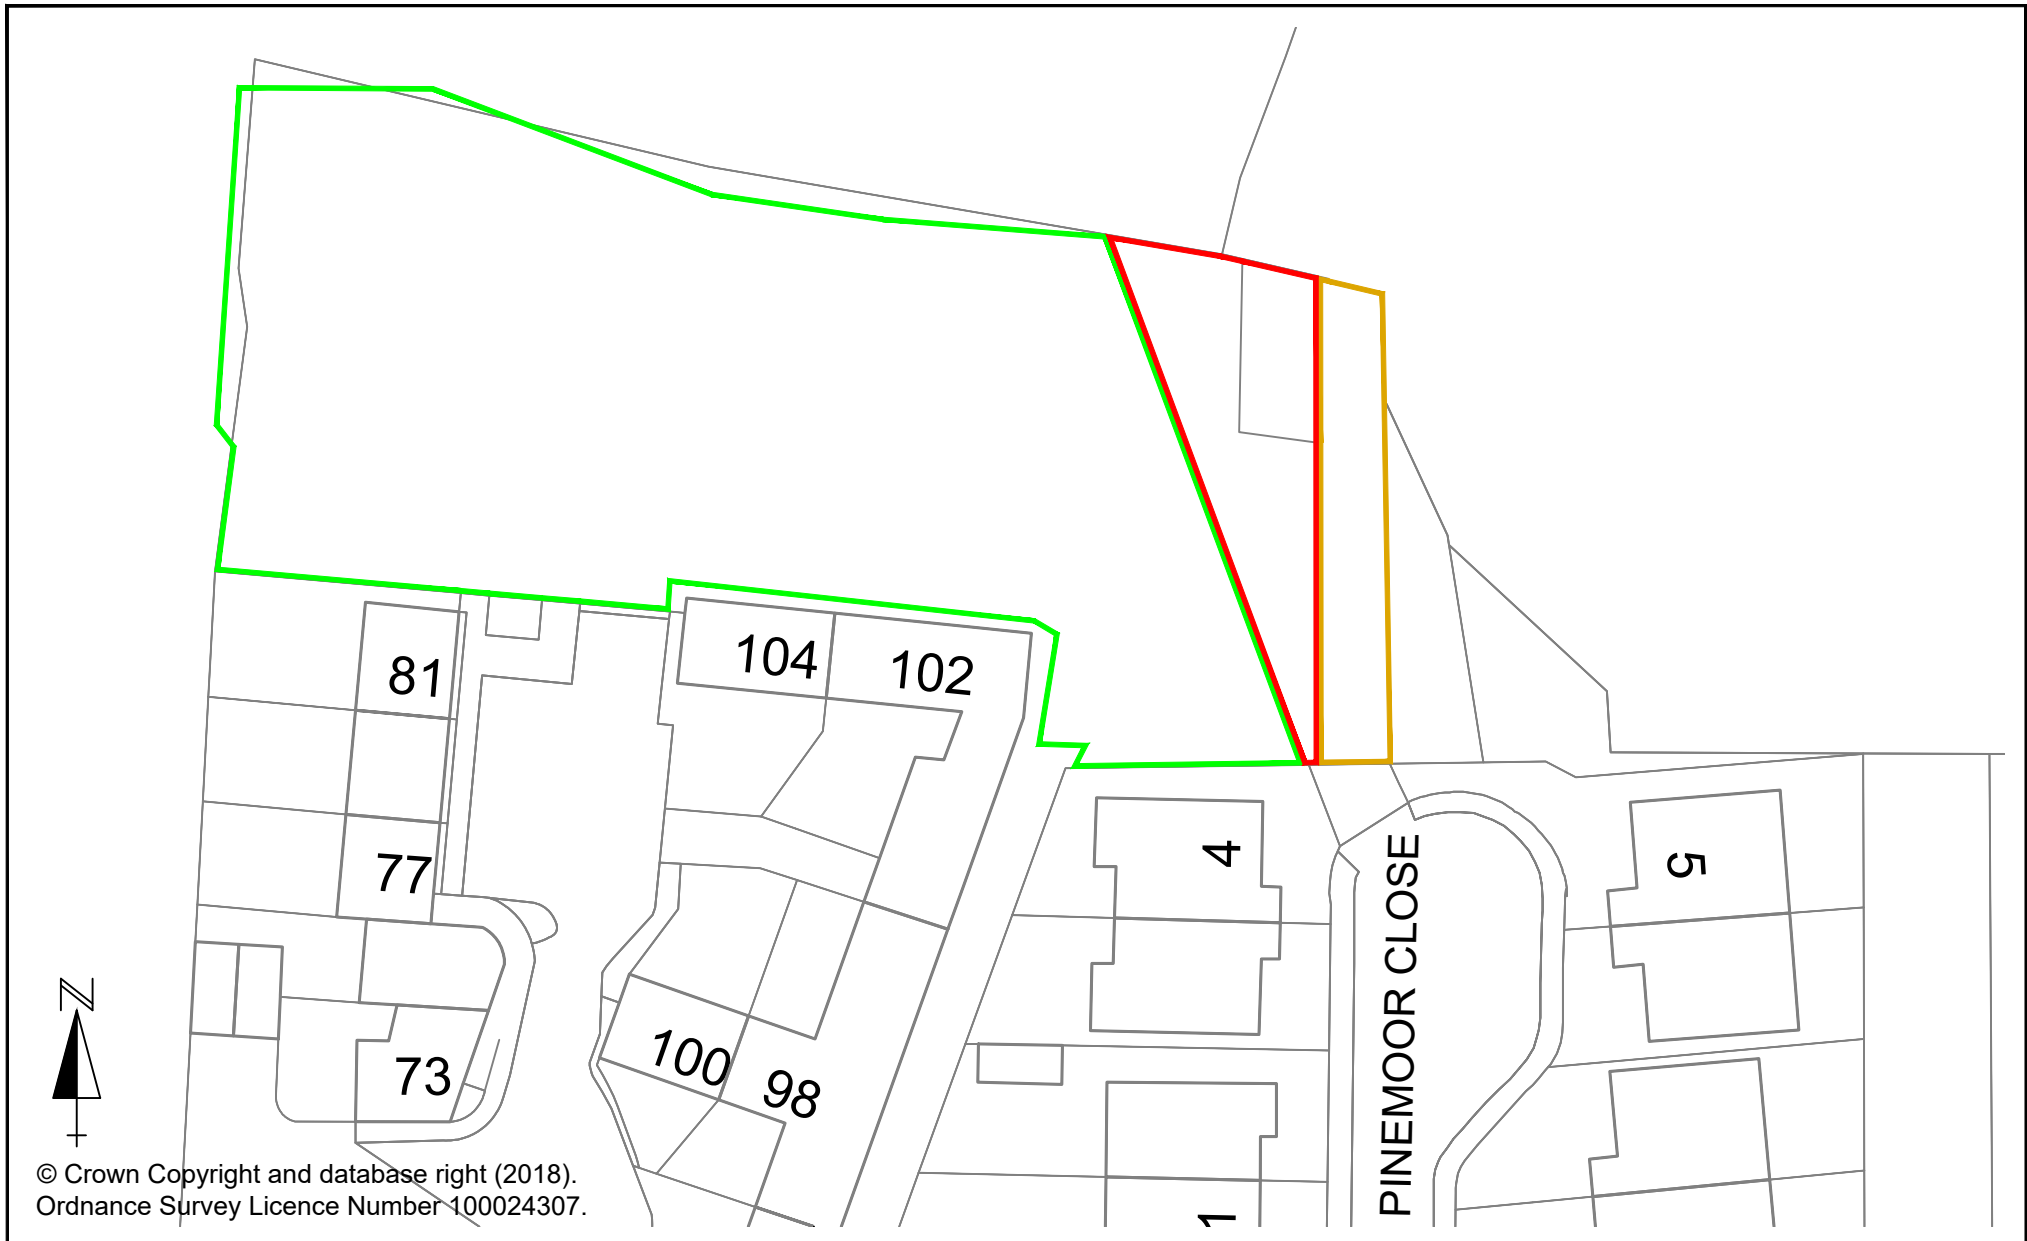 81
104
102
77
4
5
PINEMOOR CLOSE
73
100
98
1
N
© Crown Copyright and database right (2018).
Ordnance Survey Licence Number 100024307.